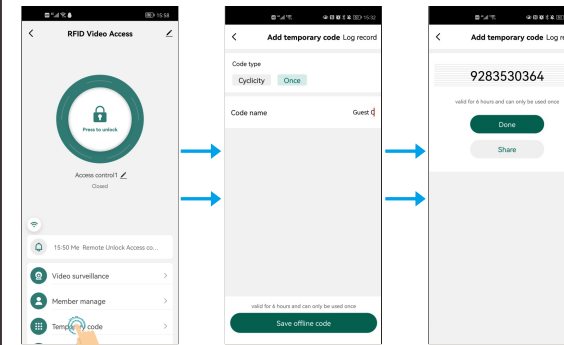 15:58
RFID Video Access
Press to unlock
Access control1
Closed
15:50 Me Remote Unlock Access co...
Video surveillance
Member manage
Temporary code
15:32
Add temporary code Log record
Code type
Cyclicity Once
Code name Guest C
valid for 6 hours and can only be used once
Save offline code
Add temporary code Log re
9283530364
valid for 6 hours and can only be used once
Done
Share